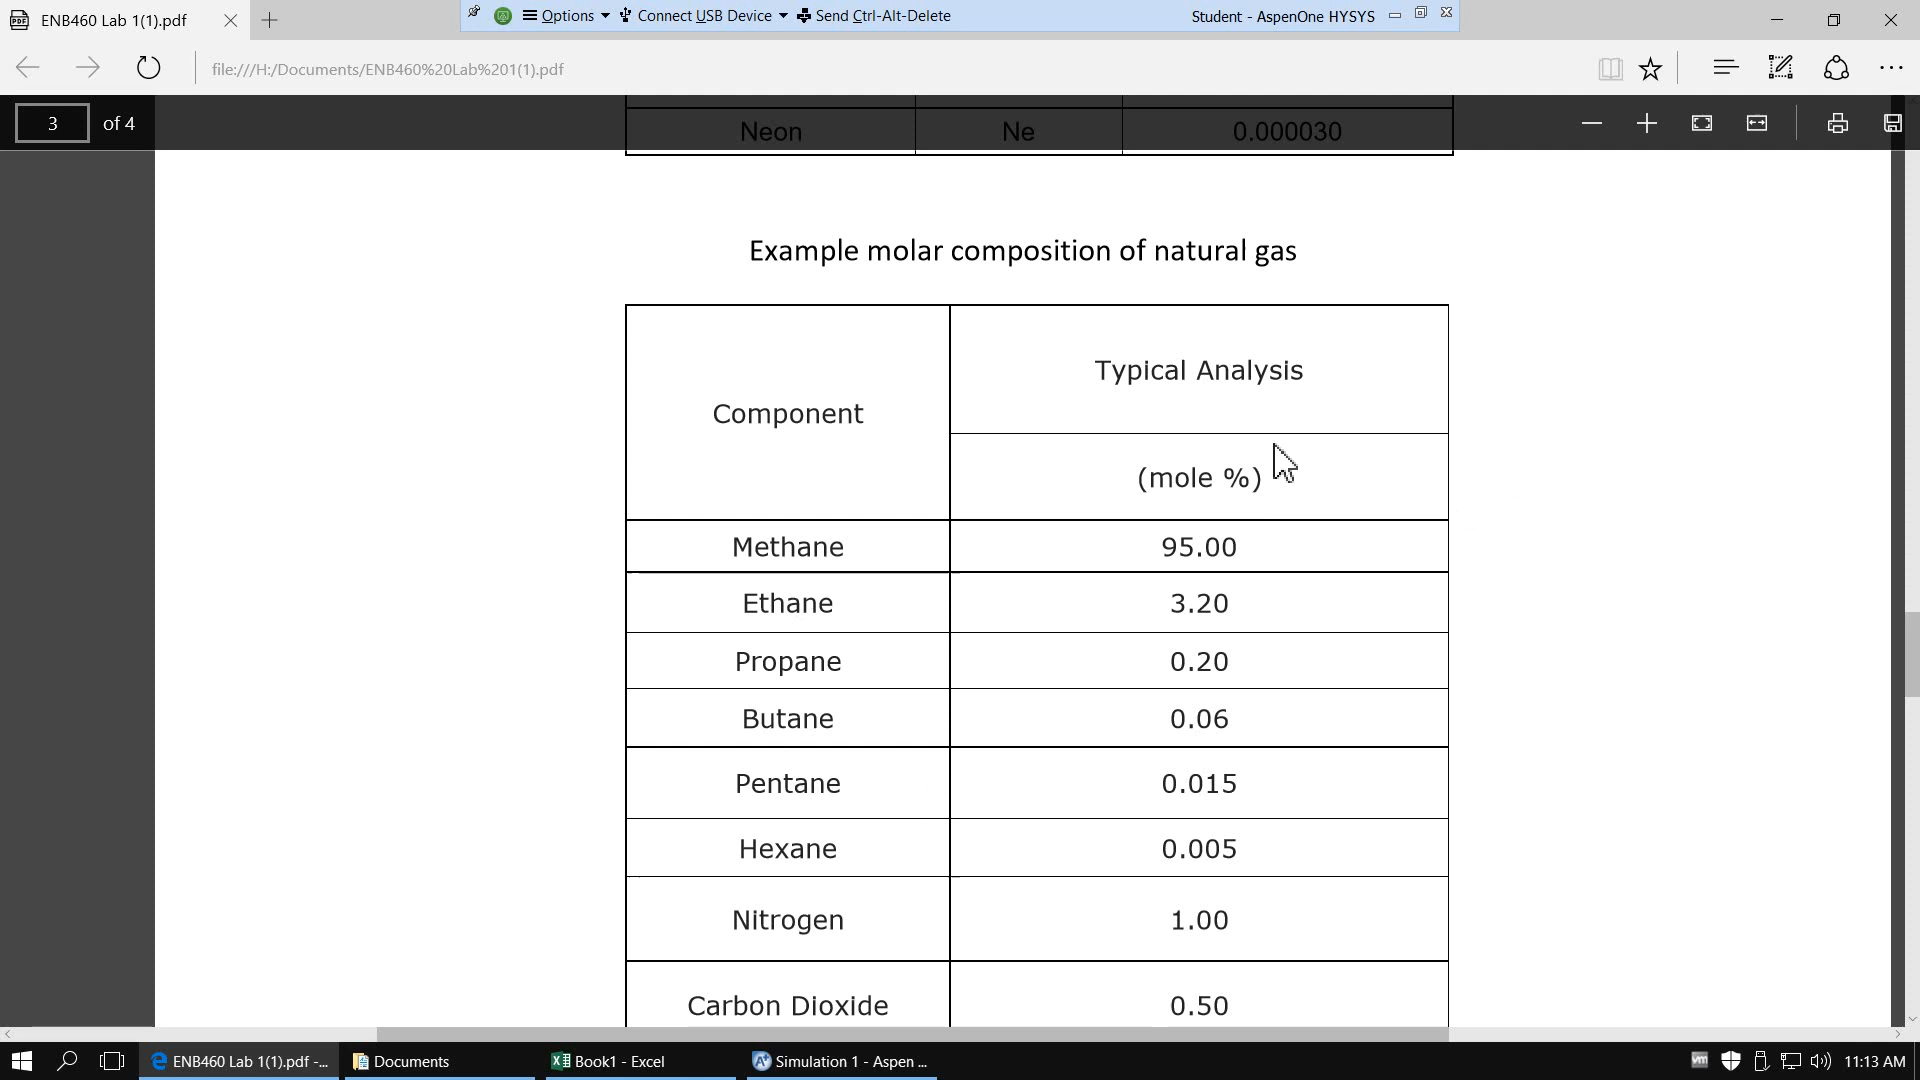 ENB460 Lab 1(1).pdf
Options
Connect USB Device
Send Ctrl-Alt-Delete
Student - AspenOne HYSYS
file:///H:/Documents/ENB460%20Lab%201(1).pdf
3 of 4
Neon Ne 0.000030
Example molar composition of natural gas
Component
Typical Analysis
(mole %)
Methane 95.00
Ethane 3.20
Propane 0.20
Butane 0.06
Pentane 0.015
Hexane 0.005
Nitrogen 1.00
Carbon Dioxide 0.50
ENB460 Lab 1(1).pdf -...
Documents
Book1 - Excel
Simulation 1 - Aspen ...
vm
11:13 AM